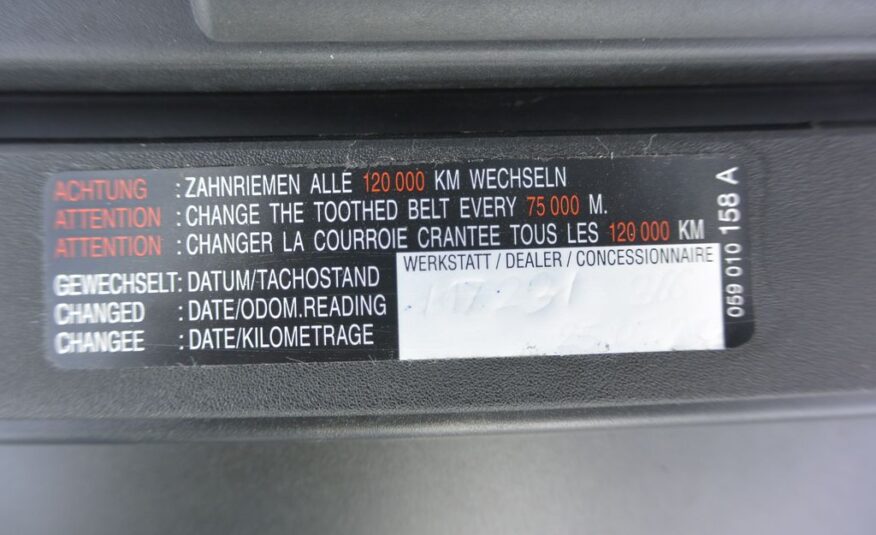 ACHTUNG : ZAHNRIEMEN ALLE 120 000 KM WECHSELN
ATTENTION : CHANGE THE TOOTHED BELT EVERY 75 000 M.
ATTENTION : CHANGER LA COURROIE CRANTEE TOUS LES 120 000 KM
GEWECHSELT : DATUM/TACHOSTAND
CHANGED : DATE/ODOM.READING
CHANGEE : DATE/KILOMETRAGE
WERKSTATT / DEALER / CONCESSIONNAIRE
059 010 158 A